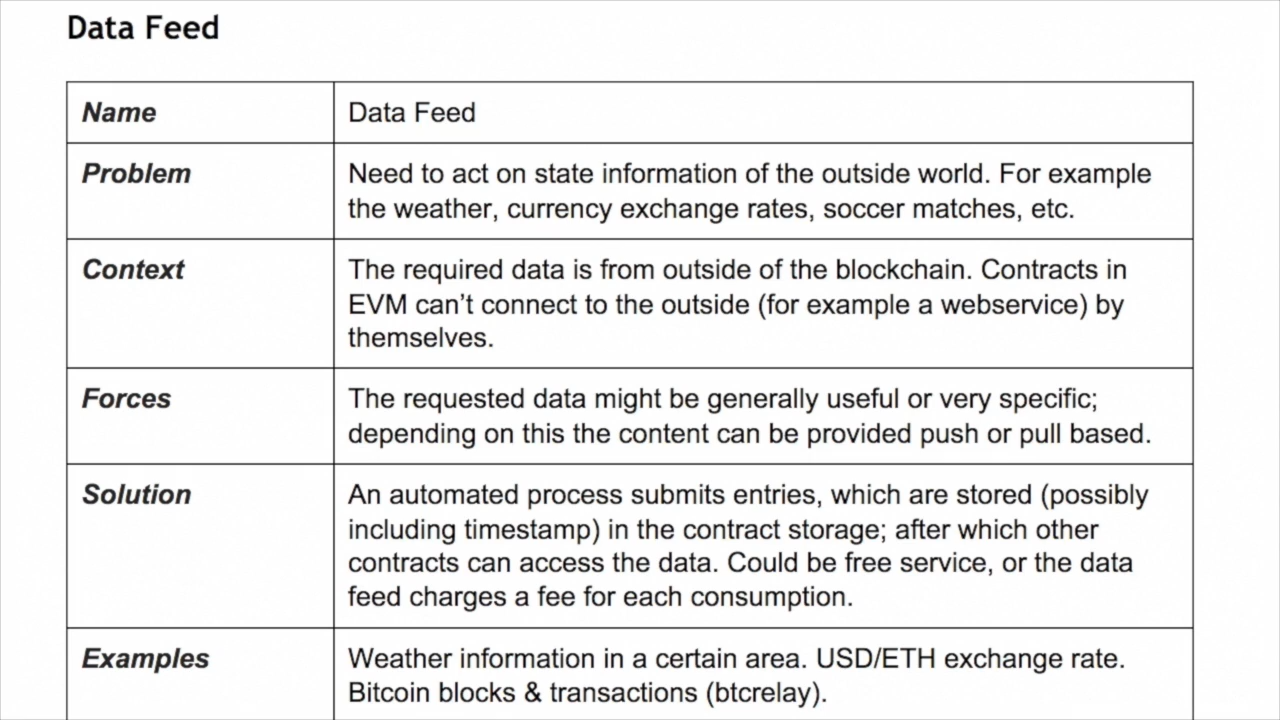 Data Feed
Name
Data Feed
Problem
Need to act on state information of the outside world. For example
the weather, currency exchange rates, soccer matches, etc.
Context
The required data is from outside of the blockchain. Contracts in
EVM can’t connect to the outside (for example a webservice) by
themselves.
Forces
The requested data might be generally useful or very specific;
depending on this the content can be provided push or pull based.
Solution
An automated process submits entries, which are stored (possibly
including timestamp) in the contract storage; after which other
contracts can access the data. Could be free service, or the data
feed charges a fee for each consumption.
Examples
Weather information in a certain area. USD/ETH exchange rate.
Bitcoin blocks & transactions (btcrelay).